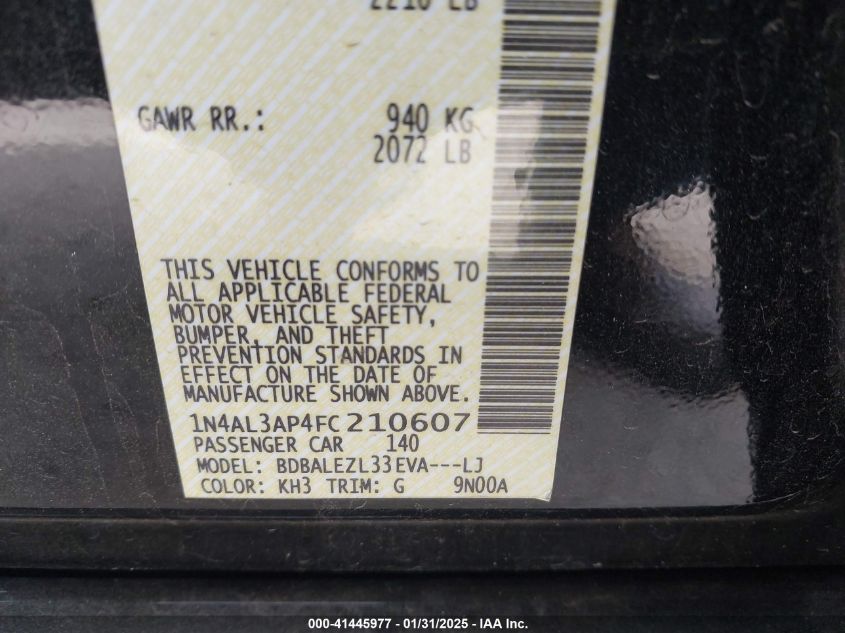 2210 LB
GAWR RR.: 940 KG
2072 LB
THIS VEHICLE CONFORMS TO
ALL APPLICABLE FEDERAL
MOTOR VEHICLE SAFETY,
BUMPER, AND THEFT
PREVENTION STANDARDS IN
EFFECT ON THE DATE OF
MANUFACTURE SHOWN ABOVE.
1N4AL3AP4FC210607
PASSENGER CAR 140
MODEL: BDBALEZL33EVA---LJ
COLOR: KH3 TRIM: G 9N00A
000-41445977 - 01/31/2025 - IAA Inc.